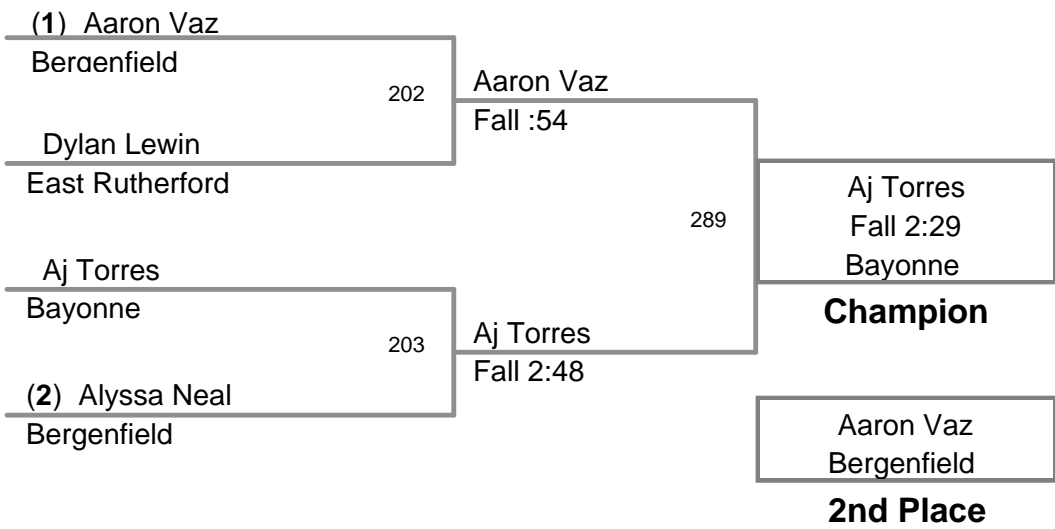 (1) Aaron Vaz
Bergenfield
202
Aaron Vaz
Fall :54
Dylan Lewin
East Rutherford
289
Aj Torres
Fall 2:29
Bayonne
Champion
Aj Torres
Bayonne
203
Aj Torres
Fall 2:48
(2) Alyssa Neal
Bergenfield
Aaron Vaz
Bergenfield
2nd Place